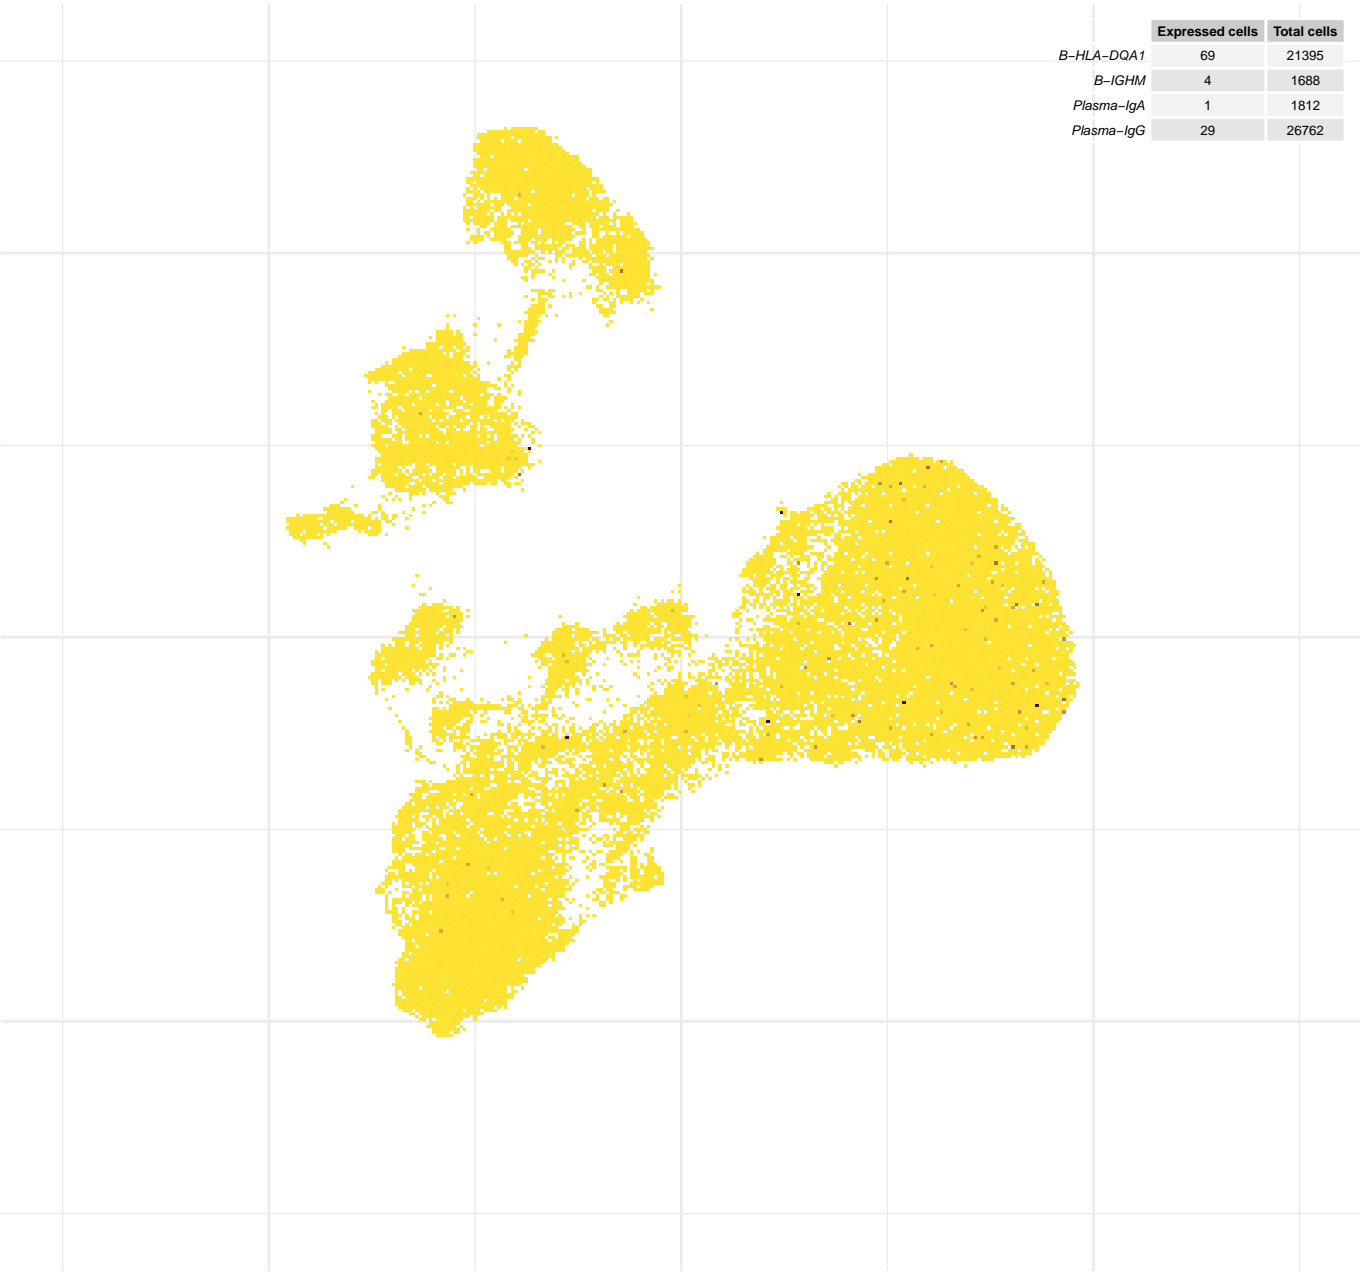 Expressed cells Total cells
B−HLA−DQA1 69 21395
B−IGHM 4 1688
Plasma−IgA 1 1812
Plasma−IgG 29 26762